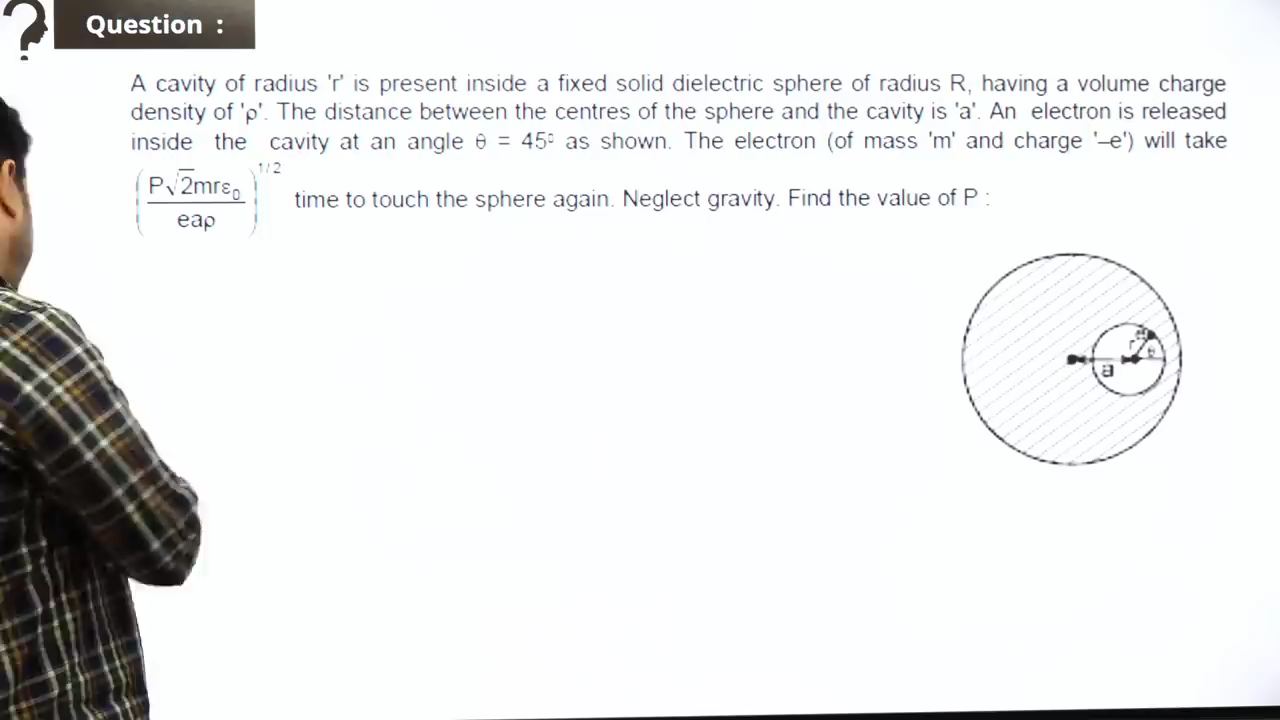 Question :
A cavity of radius 'r' is present inside a fixed solid dielectric sphere of radius R, having a volume charge
density of 'ρ'. The distance between the centres of the sphere and the cavity is 'a'. An electron is released
inside the cavity at an angle θ = 45° as shown. The electron (of mass 'm' and charge '–e') will take
(P√2mrε₀ / eaρ)^1/2 time to touch the sphere again. Neglect gravity. Find the value of P :
r θ
a